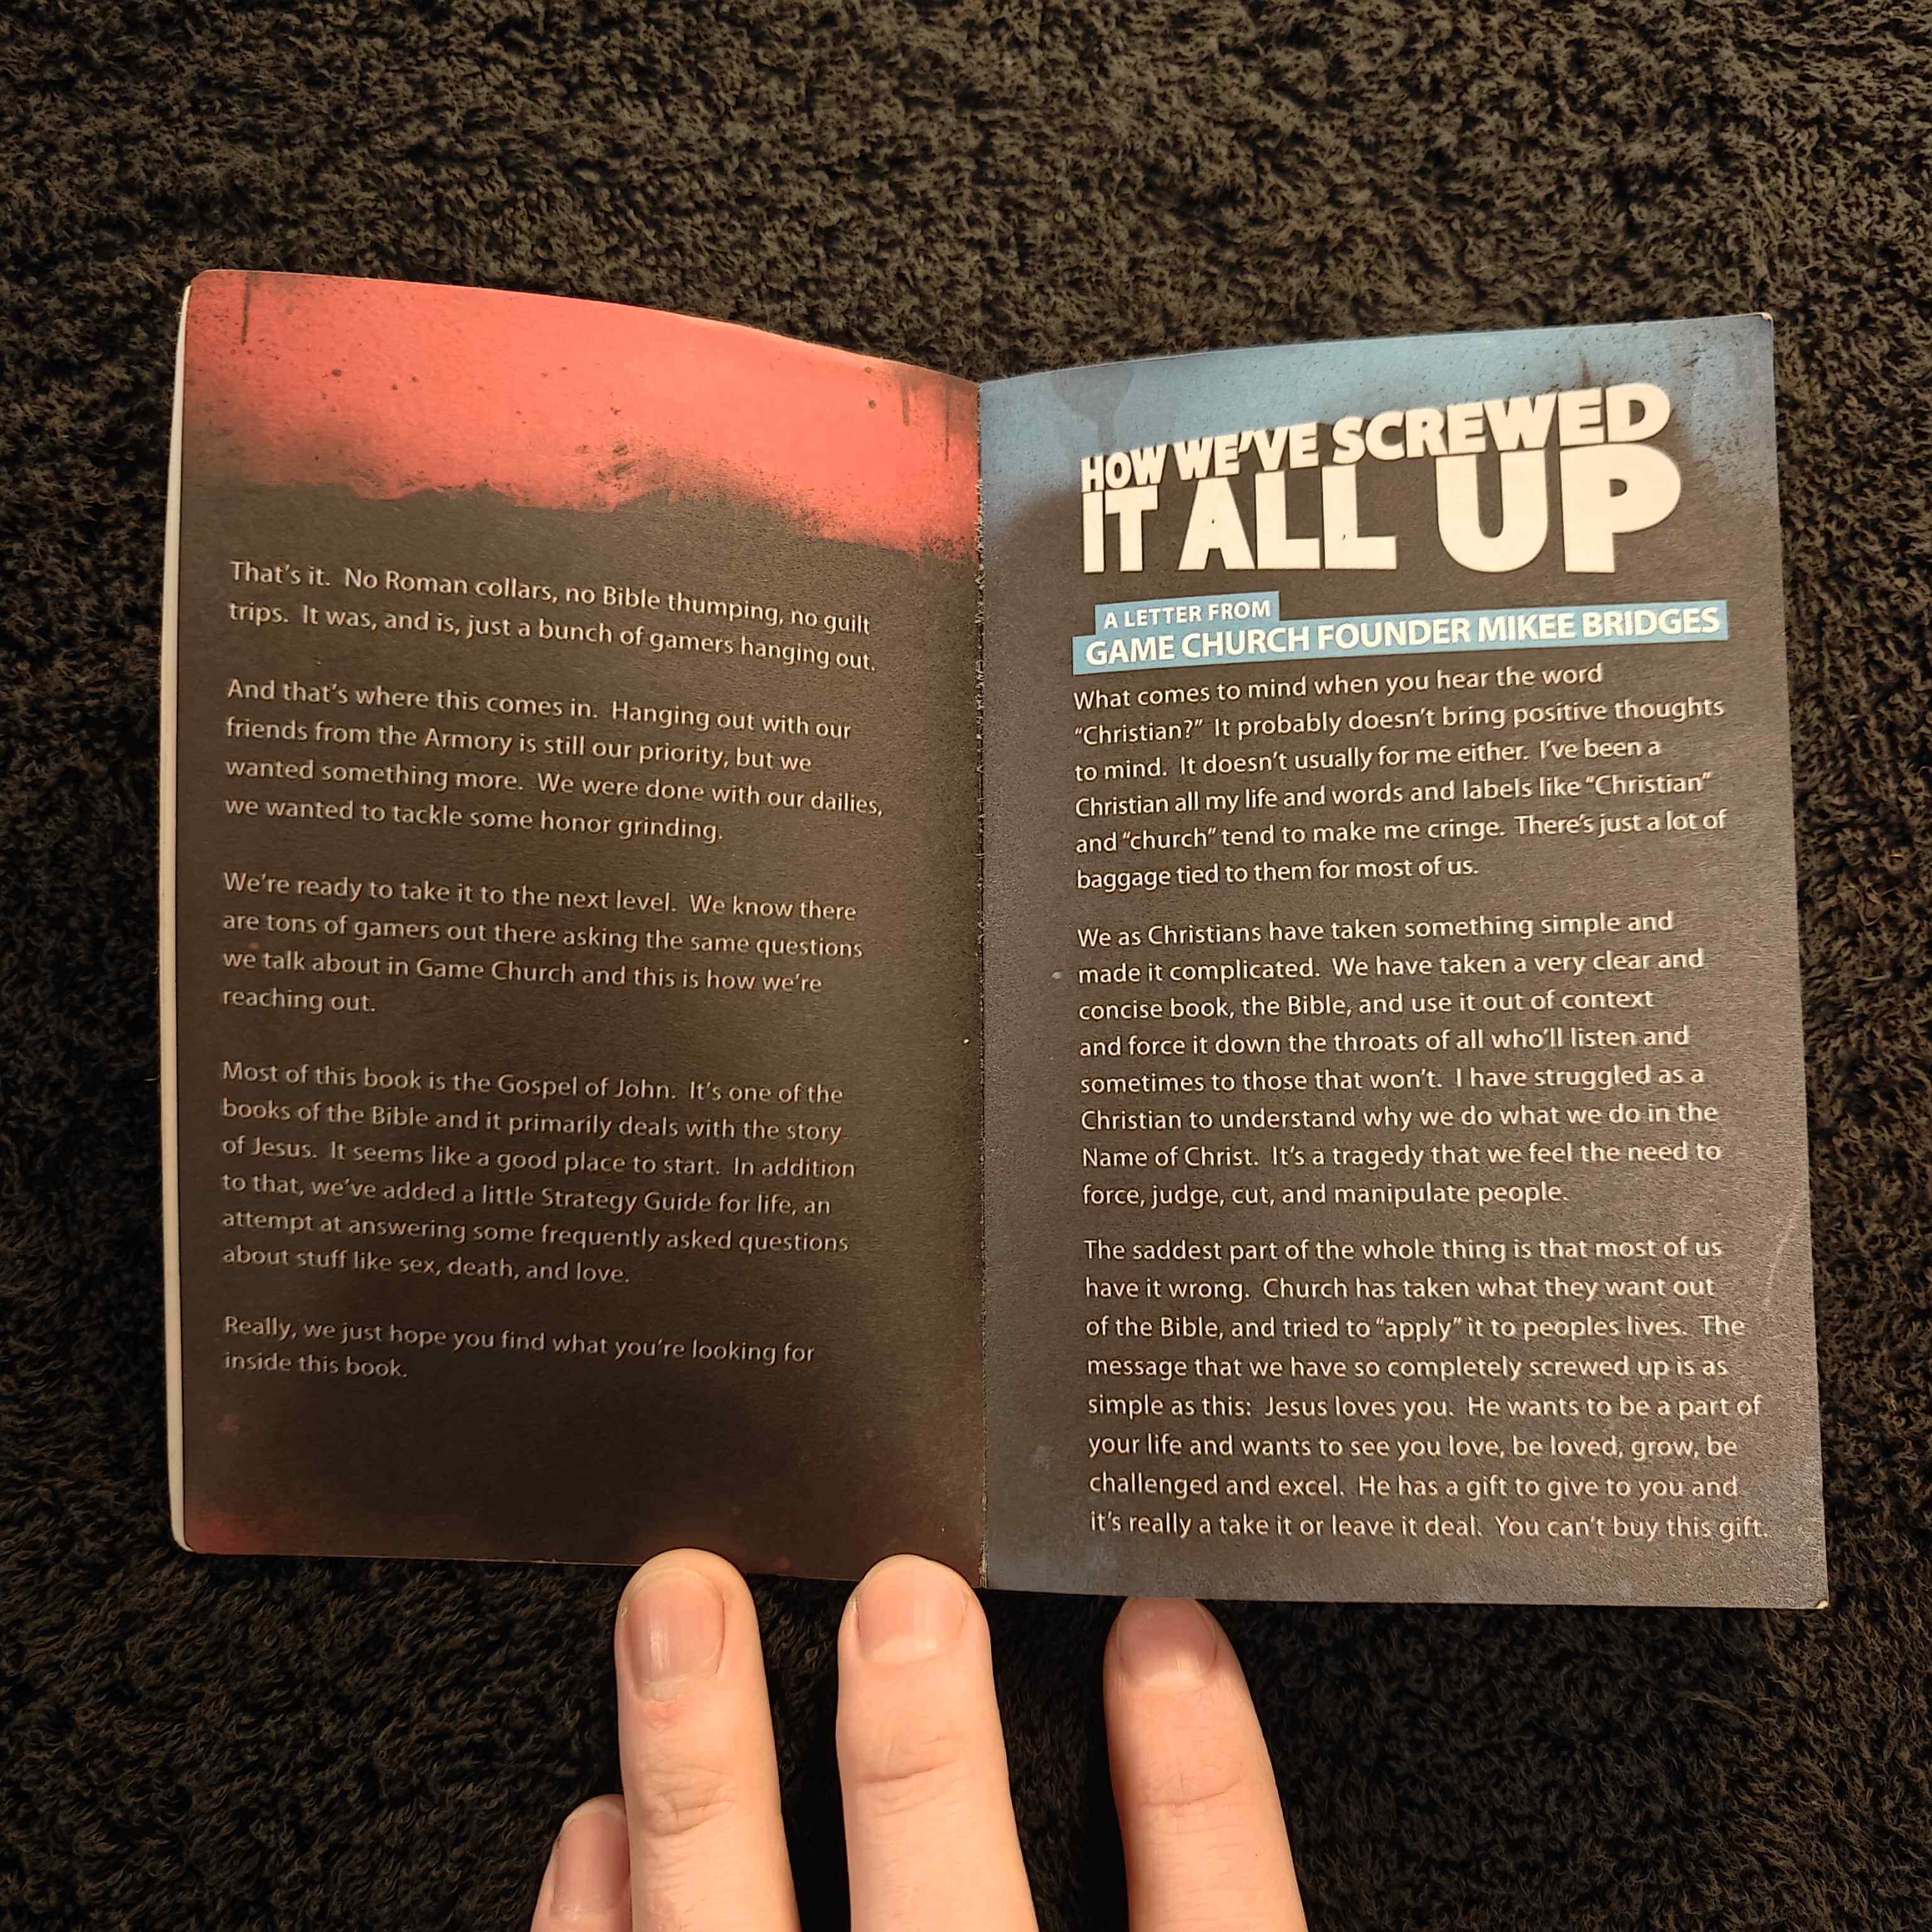 That's it. No Roman collars, no Bible thumping, no guilt
trips. It was, and is, just a bunch of gamers hanging out.
And that's where this comes in. Hanging out with our
friends from the Armory is still our priority, but we
wanted something more. We were done with our dailies,
we wanted to tackle some honor grinding.
We're ready to take it to the next level. We know there
are tons of gamers out there asking the same questions
we talk about in Game Church and this is how we're
reaching out.
Most of this book is the Gospel of John. It's one of the
books of the Bible and it primarily deals with the story
of Jesus. It seems like a good place to start. In addition
to that, we've added a little Strategy Guide for life, an
attempt at answering some frequently asked questions
about stuff like sex, death, and love.
Really, we just hope you find what you're looking for
inside this book.
HOW WE'VE SCREWED
IT ALL UP
A LETTER FROM
GAME CHURCH FOUNDER MIKEE BRIDGES
What comes to mind when you hear the word
"Christian?" It probably doesn't bring positive thoughts
to mind. It doesn't usually for me either. I've been a
Christian all my life and words and labels like "Christian"
and "church" tend to make me cringe. There's just a lot of
baggage tied to them for most of us.
We as Christians have taken something simple and
made it complicated. We have taken a very clear and
concise book, the Bible, and use it out of context
and force it down the throats of all who'll listen and
sometimes to those that won't. I have struggled as a
Christian to understand why we do what we do in the
Name of Christ. It's a tragedy that we feel the need to
force, judge, cut, and manipulate people.
The saddest part of the whole thing is that most of us
have it wrong. Church has taken what they want out
of the Bible, and tried to "apply" it to peoples lives. The
message that we have so completely screwed up is as
simple as this: Jesus loves you. He wants to be a part of
your life and wants to see you love, be loved, grow, be
challenged and excel. He has a gift to give to you and
it's really a take it or leave it deal. You can't buy this gift.